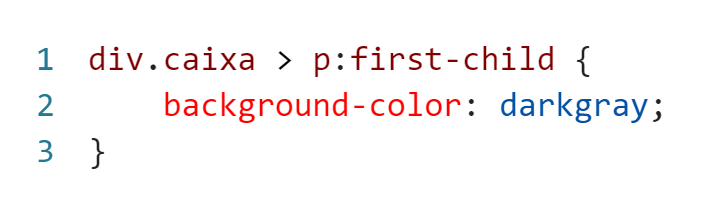 1 div.caixa > p:first-child {
2     background-color: darkgray;
3 }